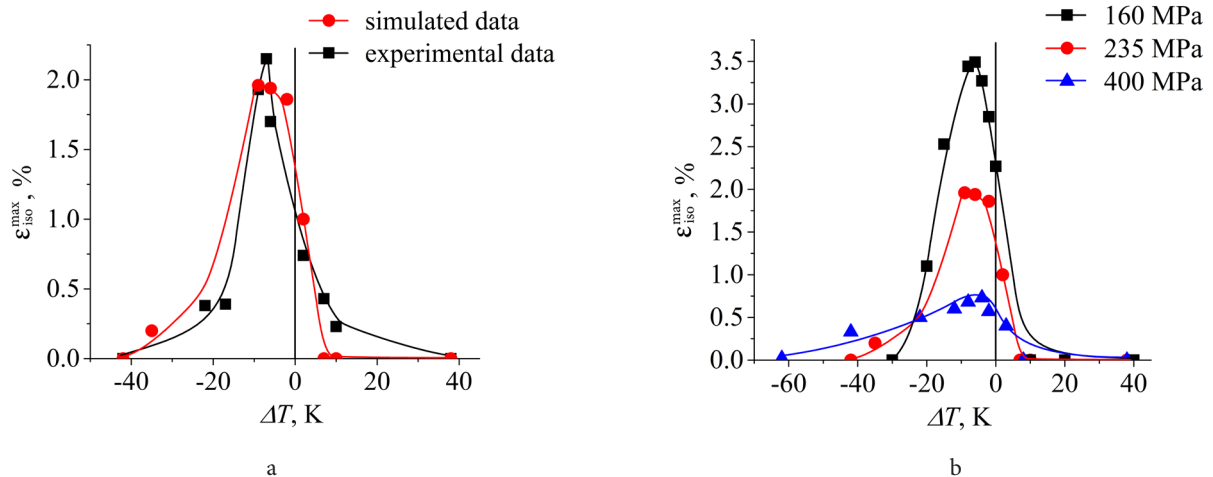 simulated data
experimental data
2.0
1.5
1.0
0.5
0.0
-40 -20 0 20 40
ε_iso^max, %
ΔT, K
a
160 MPa
235 MPa
400 MPa
3.5
3.0
2.5
2.0
1.5
1.0
0.5
0.0
-60 -40 -20 0 20 40
ε_iso^max, %
ΔT, K
b